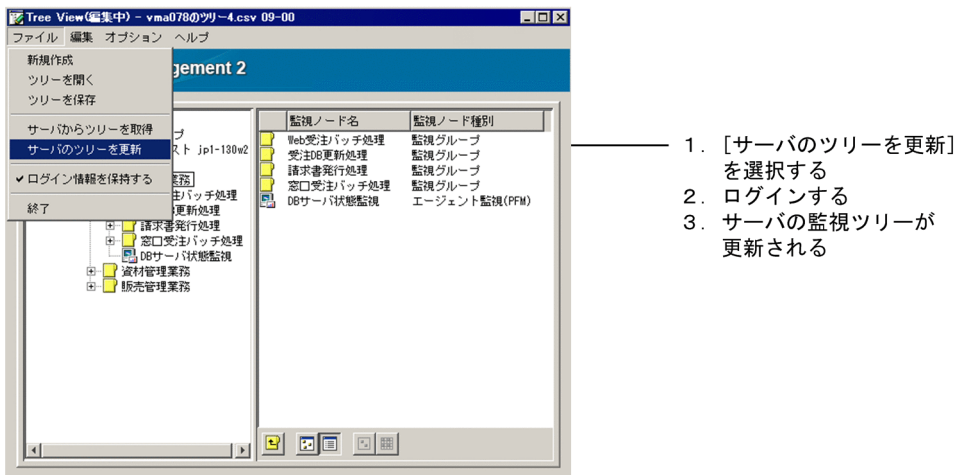 Tree View(編集中) - vma078のツリー4.csv 09-00
ファイル 編集 オプション ヘルプ
新規作成
ツリーを開く
ツリーを保存
サーバからツリーを取得
サーバのツリーを更新
ログイン情報を保持する
終了
gement 2
プ
スト jp1-130w2
業務
注バッチ処理
B更新処理
請求書発行処理
窓口受注バッチ処理
DBサーバ状態監視
資材管理業務
販売管理業務
監視ノード名 監視ノード種別
Web受注バッチ処理 監視グループ
受注DB更新処理 監視グループ
請求書発行処理 監視グループ
窓口受注バッチ処理 監視グループ
DBサーバ状態監視 エージェント監視(PFM)
1. [サーバのツリーを更新]
を選択する
2. ログインする
3. サーバの監視ツリーが
更新される